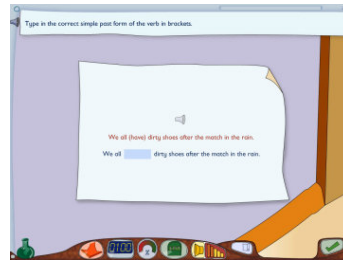 Type in the correct simple past form of the verb in brackets.
We all (have) dirty shoes after the match in the rain.
We all dirty shoes after the match in the rain.
0100